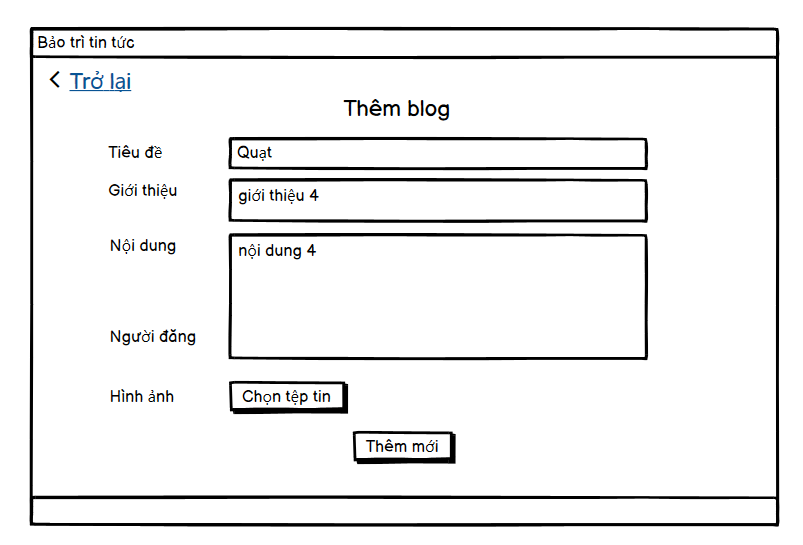 Bảo trì tin tức
Trở lại
Thêm blog
Tiêu đề
Quạt
Giới thiệu
giới thiệu 4
Nội dung
nội dung 4
Người đăng
Hình ảnh
Chọn tệp tin
Thêm mới